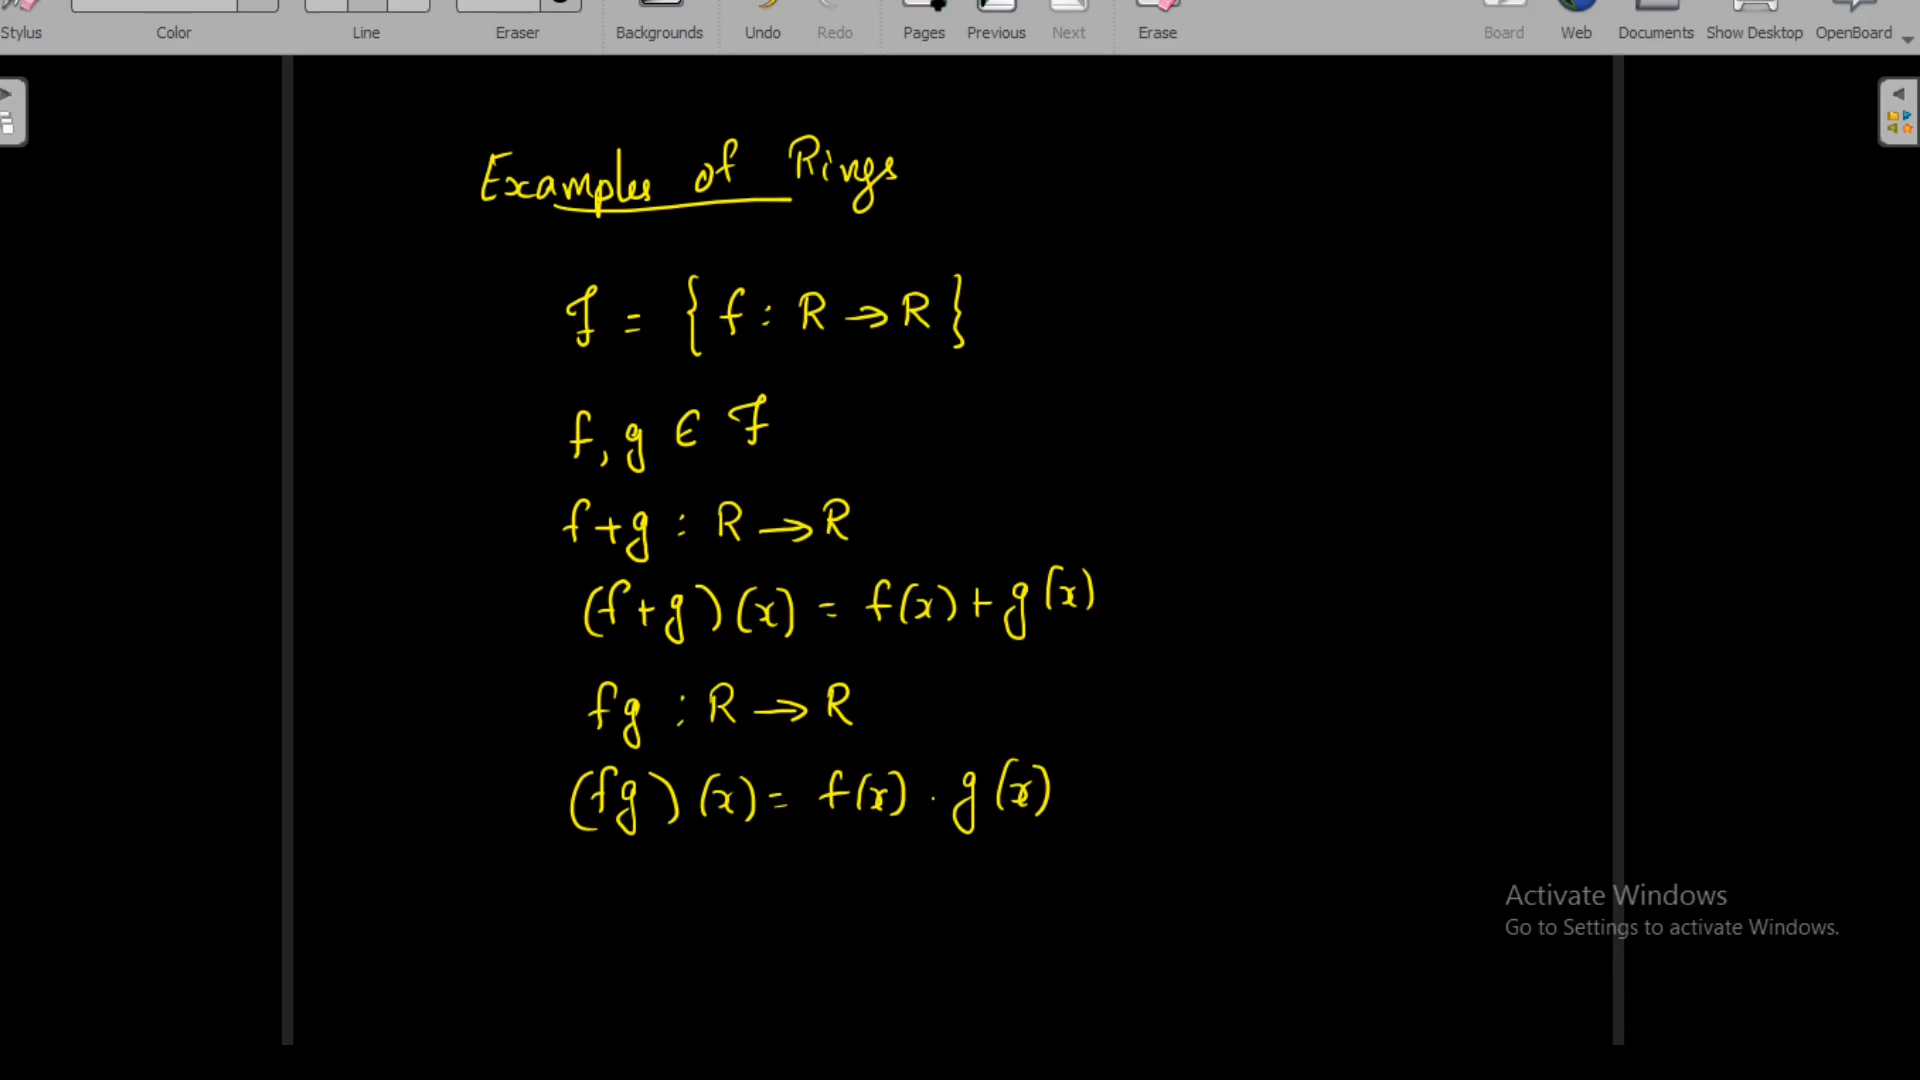 Stylus Color Line Eraser Backgrounds Undo Redo Pages Previous Next Erase Board Web Documents Show Desktop OpenBoard
Examples of Rings
ℱ = { f : R → R }
f, g ∈ ℱ
f+g : R → R
(f+g)(x) = f(x) + g(x)
fg : R → R
(fg)(x) = f(x) . g(x)
Activate Windows
Go to Settings to activate Windows.